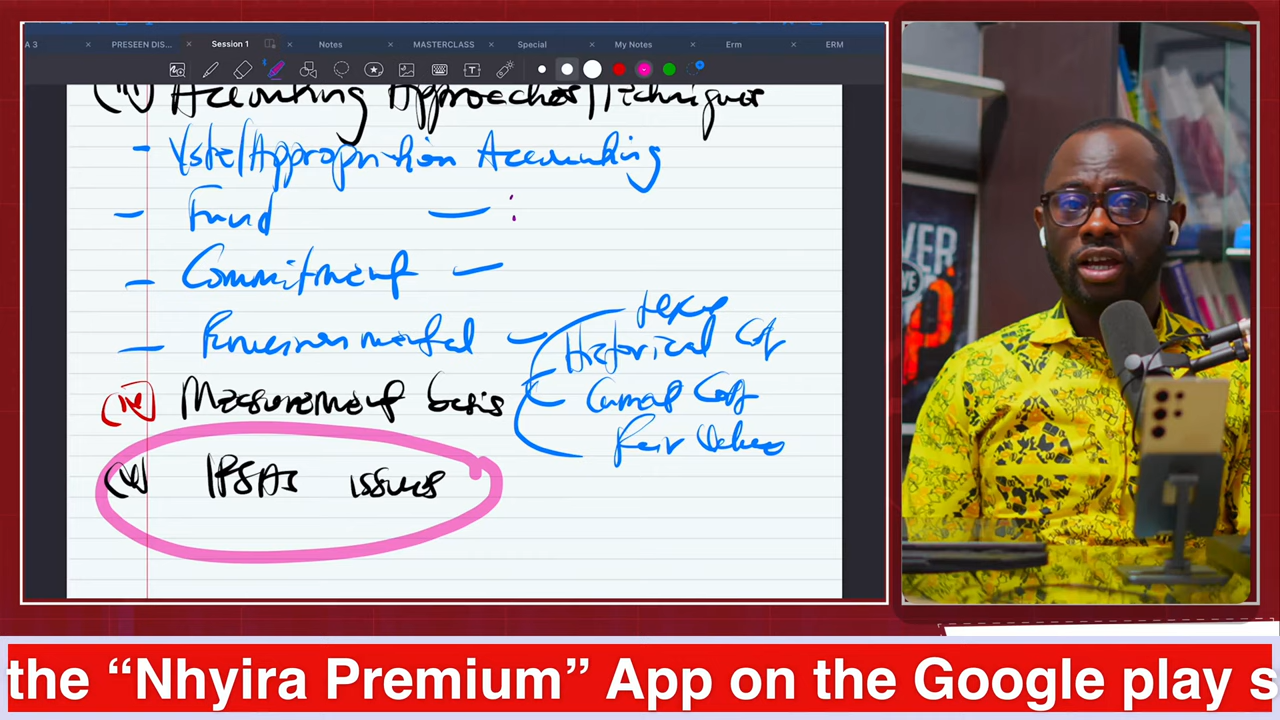 A 3
PRESEEN DIS...
Session 1
Notes
MASTERCLASS
Special
My Notes
Erm
ERM
(iii) Accounting Approaches/Techniques
- Vote/Appropriation Accounting
- Fund — :
- Commitment —
Historical Cost
- Environmental —
Current Cost
(iv) Measurement basis
Fair Values
(v) IPSAS issues
the “Nhyira Premium” App on the Google play s